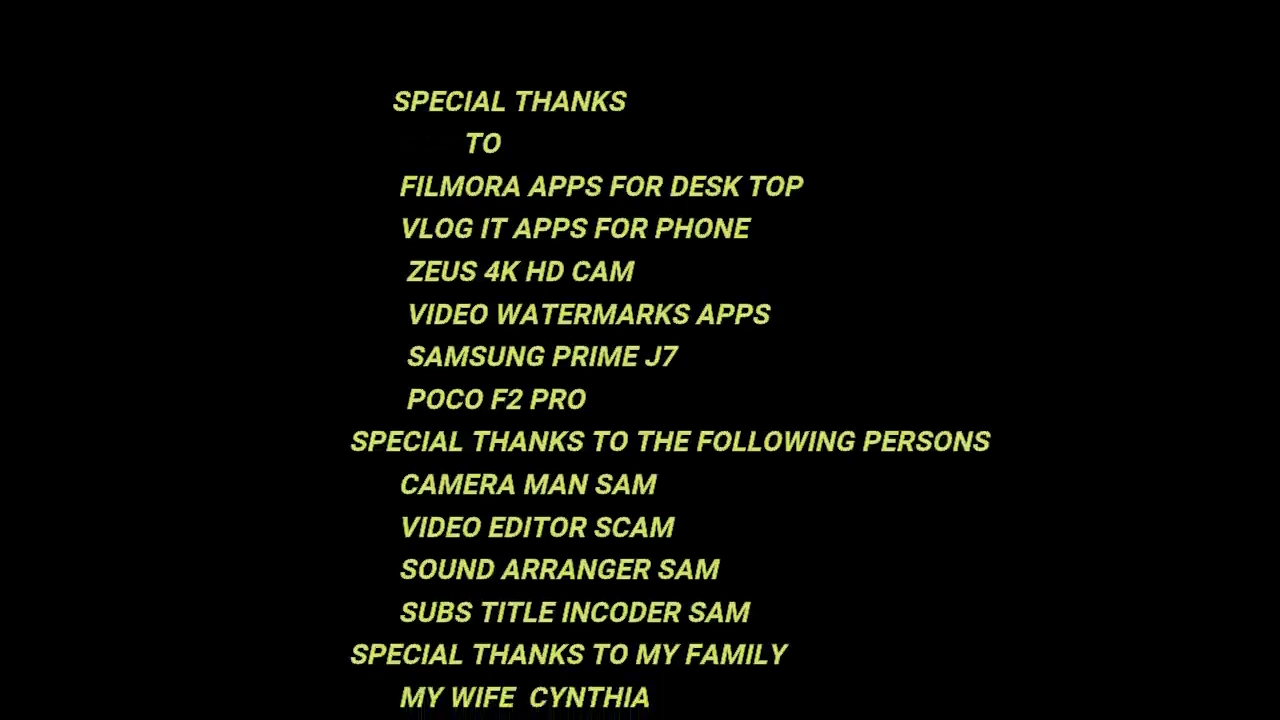 SPECIAL THANKS
TO
FILMORA APPS FOR DESK TOP
VLOG IT APPS FOR PHONE
ZEUS 4K HD CAM
VIDEO WATERMARKS APPS
SAMSUNG PRIME J7
POCO F2 PRO
SPECIAL THANKS TO THE FOLLOWING PERSONS
CAMERA MAN SAM
VIDEO EDITOR SCAM
SOUND ARRANGER SAM
SUBS TITLE INCODER SAM
SPECIAL THANKS TO MY FAMILY
MY WIFE CYNTHIA